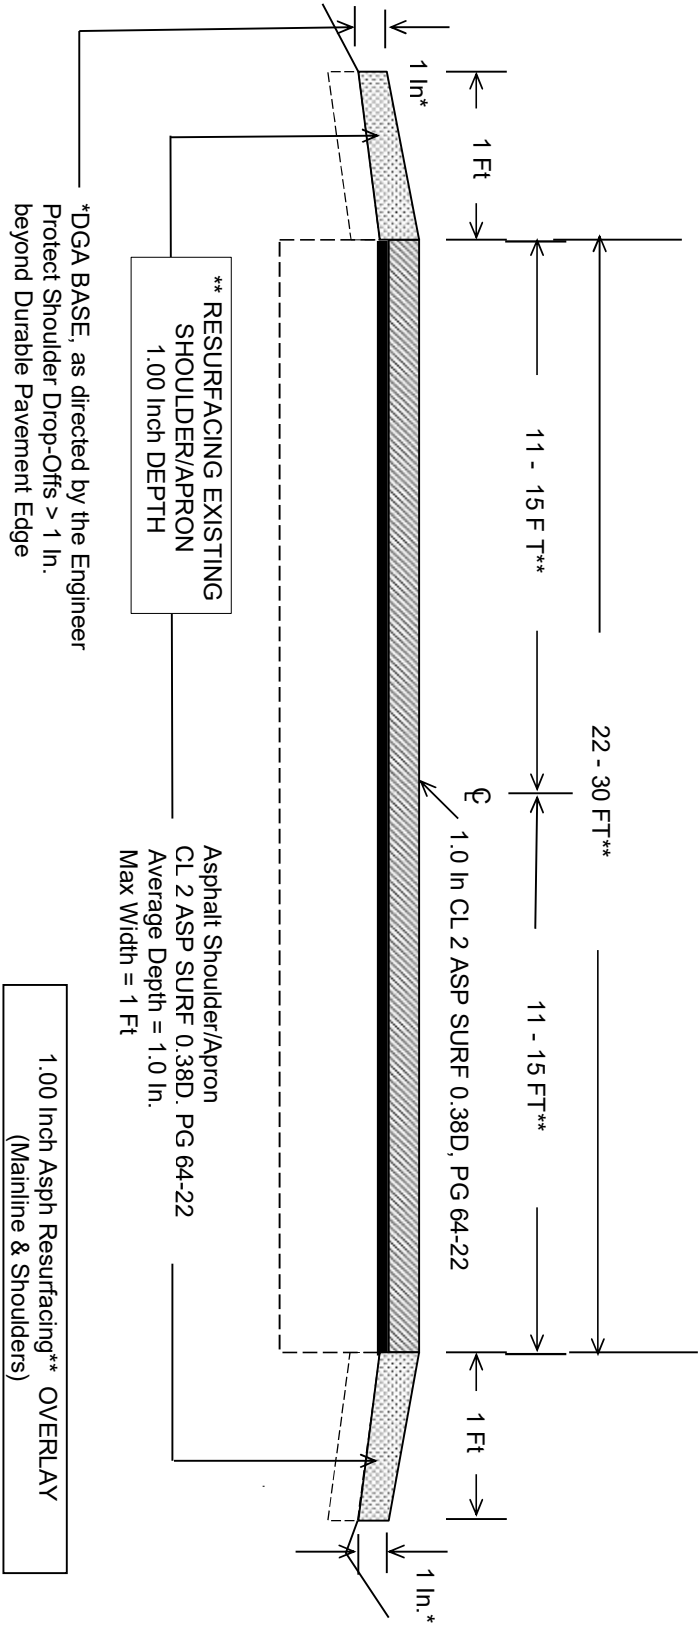 22 - 30 FT**
11 - 15 F T**
11 - 15 FT**
1 Ft
℄
1 Ft
1 In*
1.0 In CL 2 ASP SURF 0.38D, PG 64-22
1 In.*
** RESURFACING EXISTING
SHOULDER/APRON
1.00 Inch DEPTH
Asphalt Shoulder/Apron
CL 2 ASP SURF 0.38D. PG 64-22
Average Depth = 1.0 In.
Max Width = 1 Ft
*DGA BASE, as directed by the Engineer
Protect Shoulder Drop-Offs > 1 In.
beyond Durable Pavement Edge
1.00 Inch Asph Resurfacing** OVERLAY
(Mainline & Shoulders)